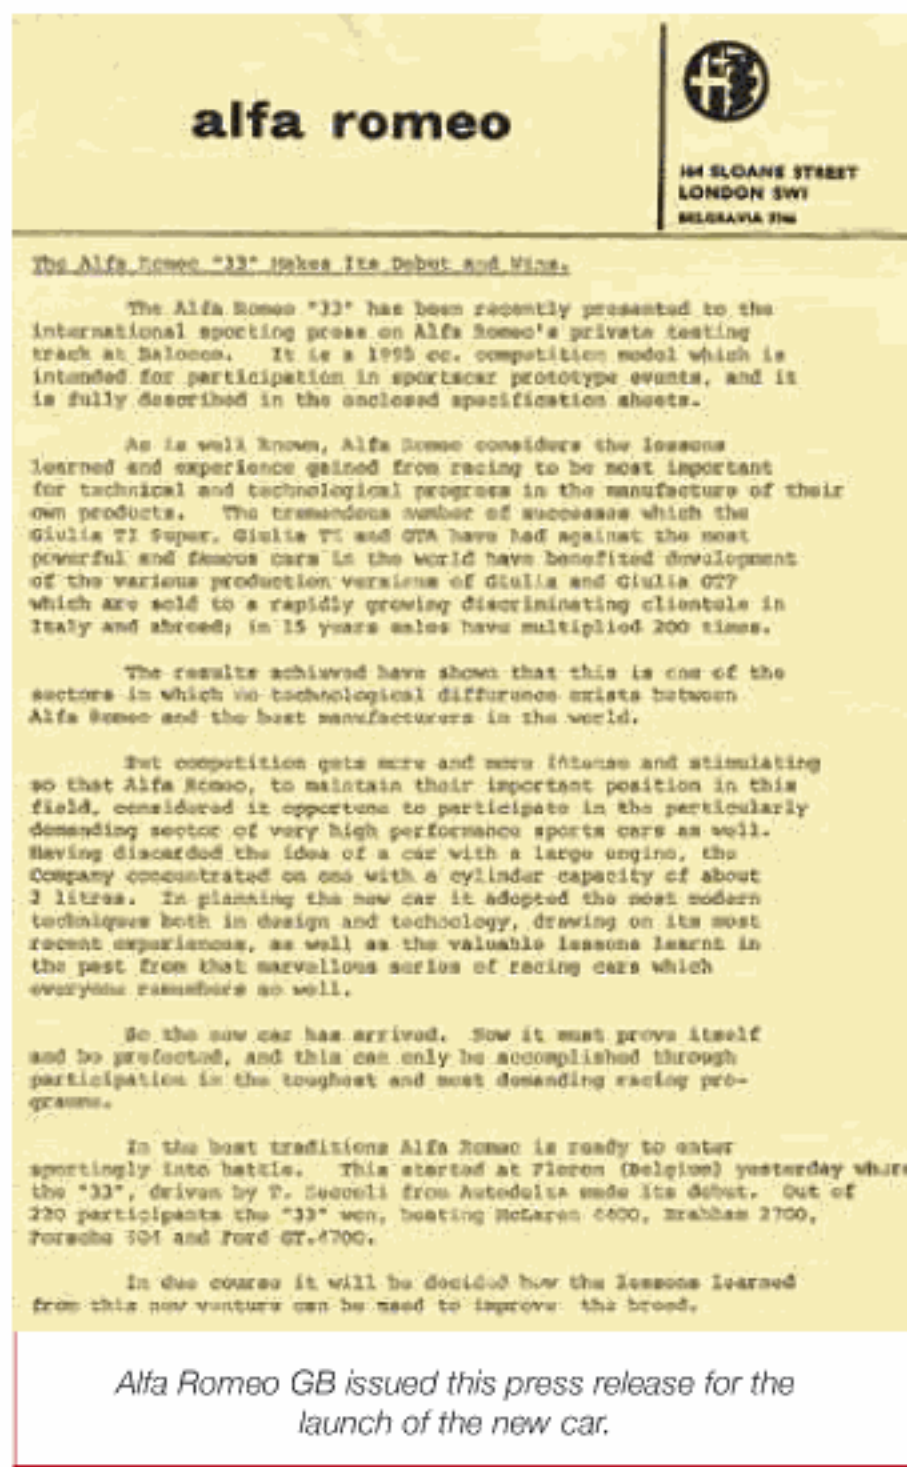 alfa romeo
164 SLOANE STREET
LONDON SW1
BELGRAVIA
The Alfa Romeo "33" Makes Its Debut and Wins.
The Alfa Romeo "33" has been recently presented to the
international sporting press on Alfa Romeo's private testing
track at Balocco. It is a 1995 cc. competition model which is
intended for participation in sportscar prototype events, and it
is fully described in the enclosed specification sheets.
As is well known, Alfa Romeo considers the lessons
learned and experience gained from racing to be most important
for technical and technological progress in the manufacture of their
own products. The tremendous number of successes which the
Giulia TI Super, Giulia TI and GTA have had against the most
powerful and famous cars in the world have benefited development
of the various production versions of Giulia and Giulia GT?
which are sold to a rapidly growing discriminating clientele in
Italy and abroad; in 15 years sales have multiplied 200 times.
The results achieved have shown that this is one of the
sectors in which no technological difference exists between
Alfa Romeo and the best manufacturers in the world.
But competition gets more and more intense and stimulating
so that Alfa Romeo, to maintain their important position in this
field, considered it opportune to participate in the particularly
demanding sector of very high performance sports cars as well.
Having discarded the idea of a car with a large engine, the
Company concentrated on one with a cylinder capacity of about
2 litres. In planning the new car it adopted the most modern
techniques both in design and technology, drawing on its most
recent experiences, as well as the valuable lessons learnt in
the past from that marvellous series of racing cars which
everyone remembers so well.
So the new car has arrived. Now it must prove itself
and be prefected, and this can only be accomplished through
participation in the toughest and most demanding racing pro-
gramme.
In the best traditions Alfa Romeo is ready to enter
sportingly into battle. This started at Fleron (Belgium) yesterday where
the "33", driven by T. Zeccoli from Autodelta made its debut. Out of
220 participants the "33" won, beating McLaren 4400, Brabham 2700,
Porsche 904 and Ford GT.4700.
In due course it will be decided how the lessons learned
from this new venture can be used to improve the breed.
Alfa Romeo GB issued this press release for the
launch of the new car.